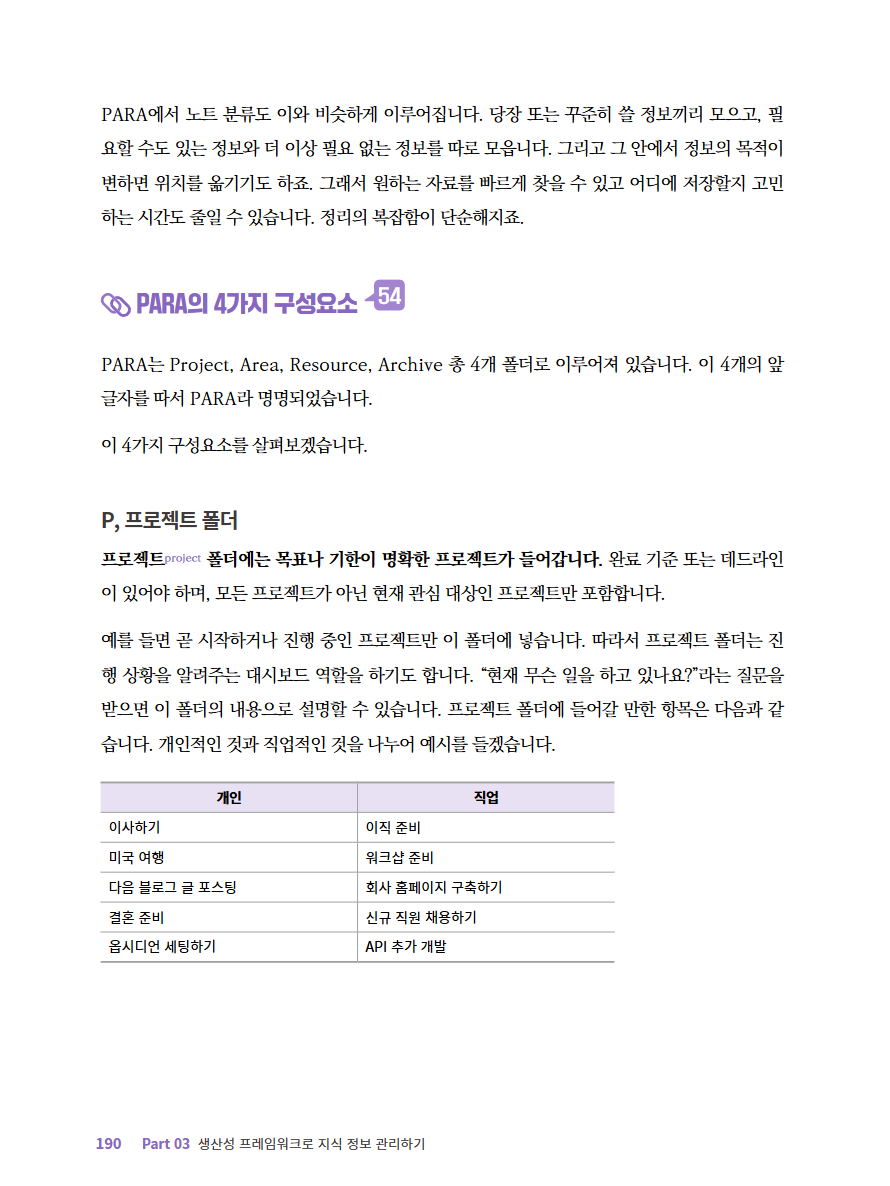 PARA에서 노트 분류도 이와 비슷하게 이루어집니다. 당장 또는 꾸준히 쓸 정보끼리 모으고, 필
요할 수도 있는 정보와 더 이상 필요 없는 정보를 따로 모읍니다. 그리고 그 안에서 정보의 목적이
변하면 위치를 옮기기도 하죠. 그래서 원하는 자료를 빠르게 찾을 수 있고 어디에 저장할지 고민
하는 시간도 줄일 수 있습니다. 정리의 복잡함이 단순해지죠.
PARA의 4가지 구성요소 54
PARA는 Project, Area, Resource, Archive 총 4개 폴더로 이루어져 있습니다. 이 4개의 앞
글자를 따서 PARA라 명명되었습니다.
이 4가지 구성요소를 살펴보겠습니다.
P, 프로젝트 폴더
프로젝트project 폴더에는 목표나 기한이 명확한 프로젝트가 들어갑니다. 완료 기준 또는 데드라인
이 있어야 하며, 모든 프로젝트가 아닌 현재 관심 대상인 프로젝트만 포함합니다.
예를 들면 곧 시작하거나 진행 중인 프로젝트만 이 폴더에 넣습니다. 따라서 프로젝트 폴더는 진
행 상황을 알려주는 대시보드 역할을 하기도 합니다. “현재 무슨 일을 하고 있나요?”라는 질문을
받으면 이 폴더의 내용으로 설명할 수 있습니다. 프로젝트 폴더에 들어갈 만한 항목은 다음과 같
습니다. 개인적인 것과 직업적인 것을 나누어 예시를 들겠습니다.
개인 직업
이사하기 이직 준비
미국 여행 워크샵 준비
다음 블로그 글 포스팅 회사 홈페이지 구축하기
결혼 준비 신규 직원 채용하기
옵시디언 세팅하기 API 추가 개발
190 Part 03 생산성 프레임워크로 지식 정보 관리하기